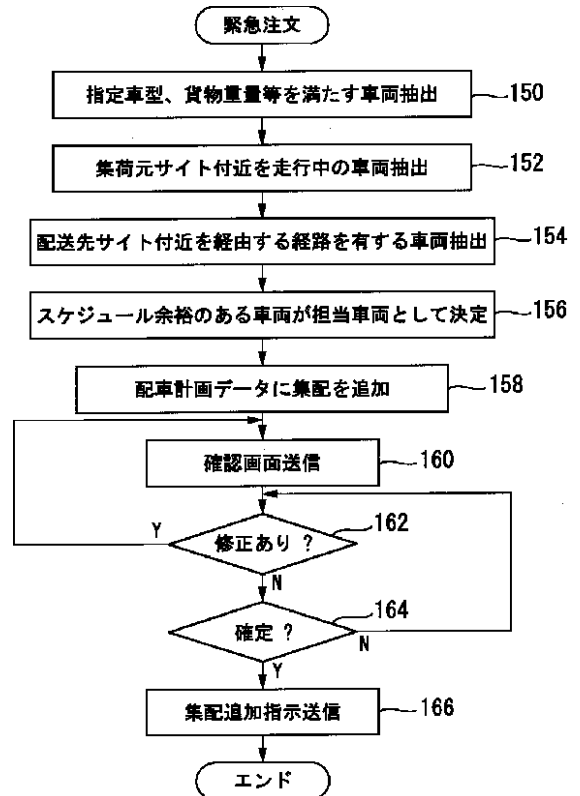 緊急注文
指定車型、貨物重量等を満たす車両抽出
150
集荷元サイト付近を走行中の車両抽出
152
配送先サイト付近を経由する経路を有する車両抽出
154
スケジュール余裕のある車両が担当車両として決定
156
配車計画データに集配を追加
158
確認画面送信
160
修正あり ?
162
Y
N
確定 ?
164
N
Y
集配追加指示送信
166
エンド